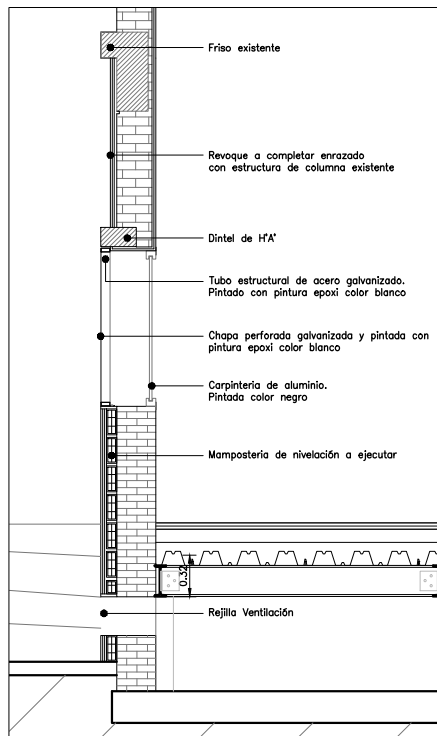 Friso existente
Revoque a completar enrazado
con estructura de columna existente
Dintel de H°A°
Tubo estructural de acero galvanizado.
Pintado con pintura epoxi color blanco
Chapa perforada galvanizada y pintada con
pintura epoxi color blanco
Carpinteria de aluminio.
Pintada color negro
Mamposteria de nivelación a ejecutar
0.32
Rejilla Ventilación